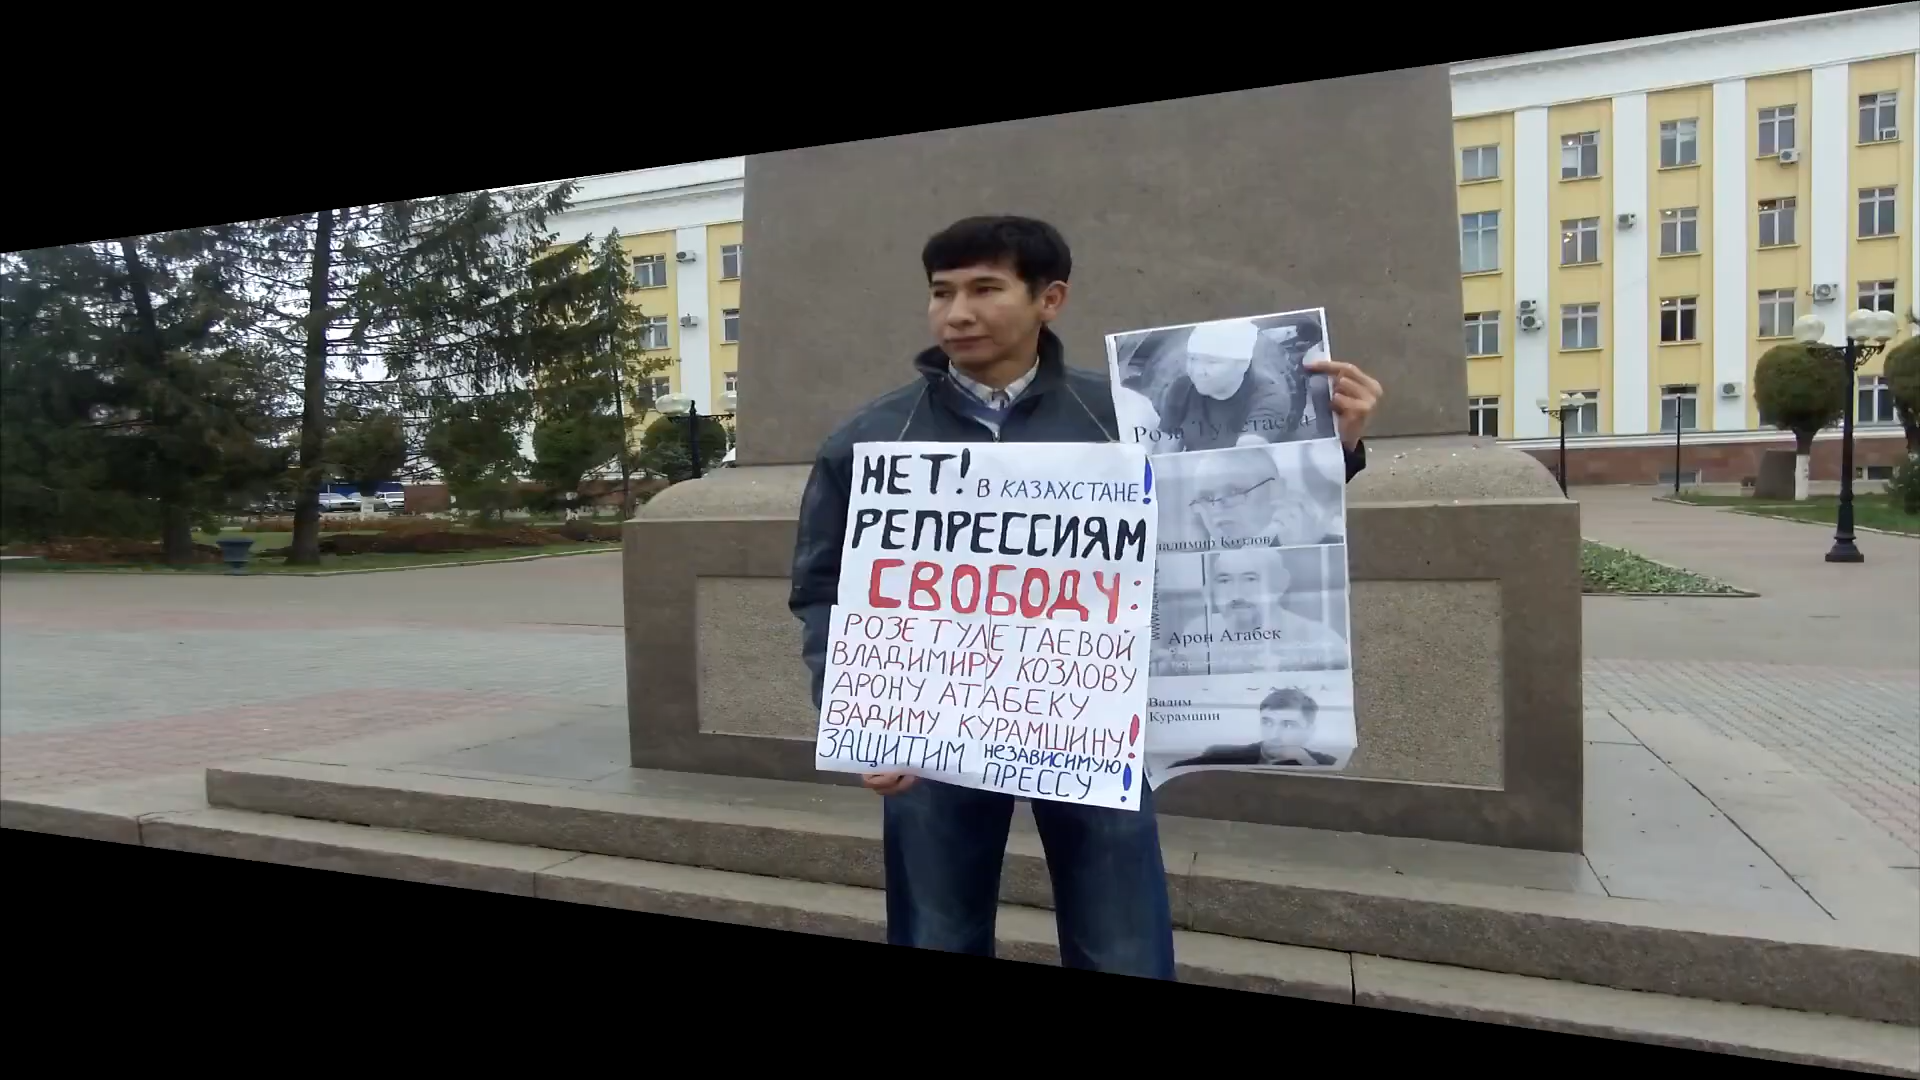 НЕТ! В КАЗАХСТАНЕ!
РЕПРЕССИЯМ
СВОБОДУ:
РОЗЕ ТУЛЕТАЕВОЙ
ВЛАДИМИРУ КОЗЛОВУ
АРОНУ АТАБЕКУ
ВАДИМУ КУРАМШИНУ!
ЗАЩИТИМ НЕЗАВИСИМУЮ
ПРЕССУ!
Роза Тулетаева
ладимир Козлов
Арон Атабек
Вадим
Курамшин